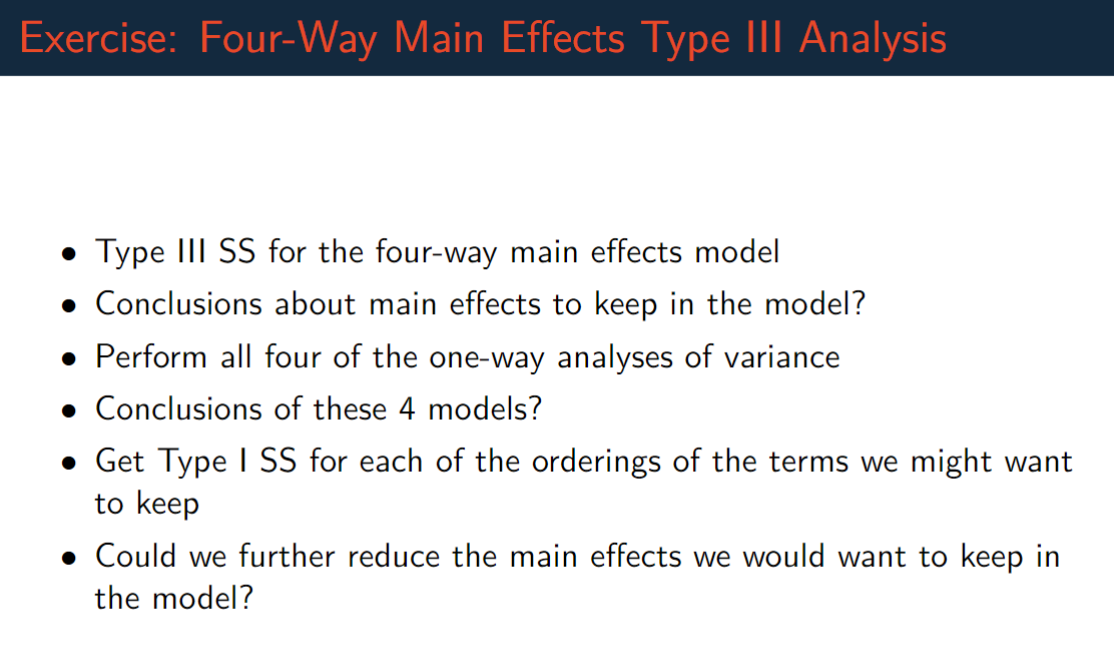 Exercise: Four-Way Main Effects Type III Analysis
• Type III SS for the four-way main effects model
• Conclusions about main effects to keep in the model?
• Perform all four of the one-way analyses of variance
• Conclusions of these 4 models?
• Get Type I SS for each of the orderings of the terms we might want
to keep
• Could we further reduce the main effects we would want to keep in
the model?